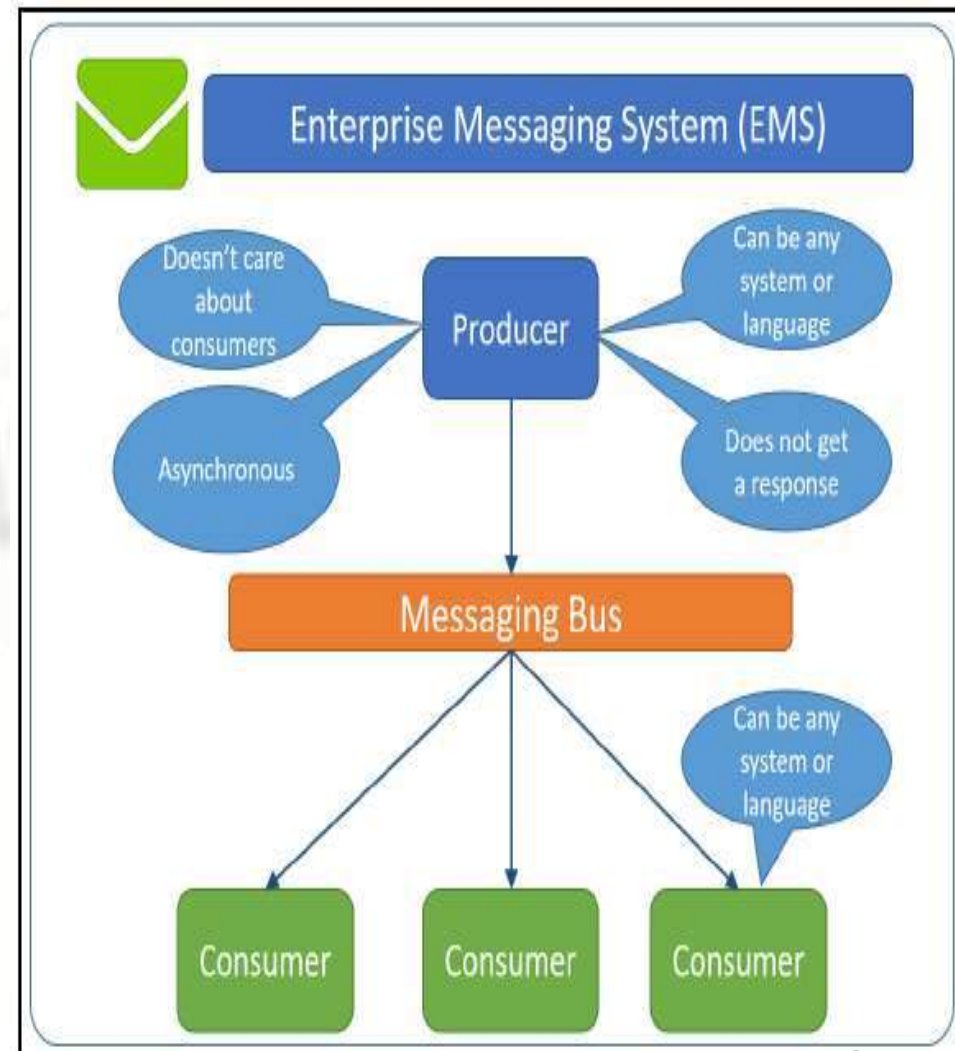 Enterprise Messaging System (EMS)
Doesn't care
about
consumers
Can be any
system or
language
Producer
Asynchronous
Does not get
a response
Messaging Bus
Can be any
system or
language
Consumer
Consumer
Consumer